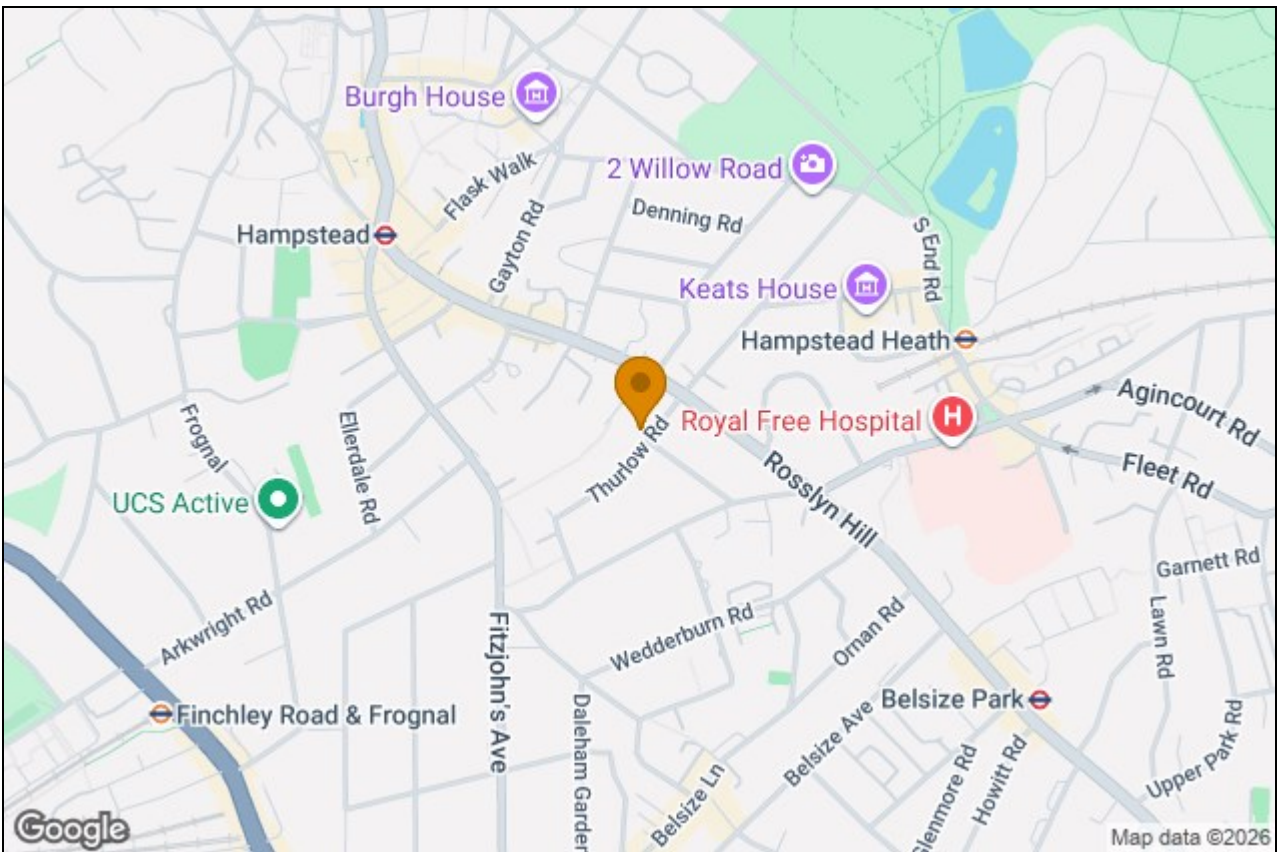 Burgh House
2 Willow Road
Flask Walk
Denning Rd
Gayton Rd
Hampstead
S End Rd
Keats House
Hampstead Heath
Agincourt Rd
Frognal
Ellerdale Rd
Thurlow Rd
Royal Free Hospital
H
Fleet Rd
UCS Active
Rosslyn Hill
Garnett Rd
Arkwright Rd
Fitzjohn's Ave
Wedderburn Rd
Ornan Rd
Lawn Rd
Finchley Road & Frognal
Daleham Garden
Belsize Park
Belsize Ave
Belsize Ln
Glenmore Rd
Howitt Rd
Upper Park Rd
Google
Map data ©2026